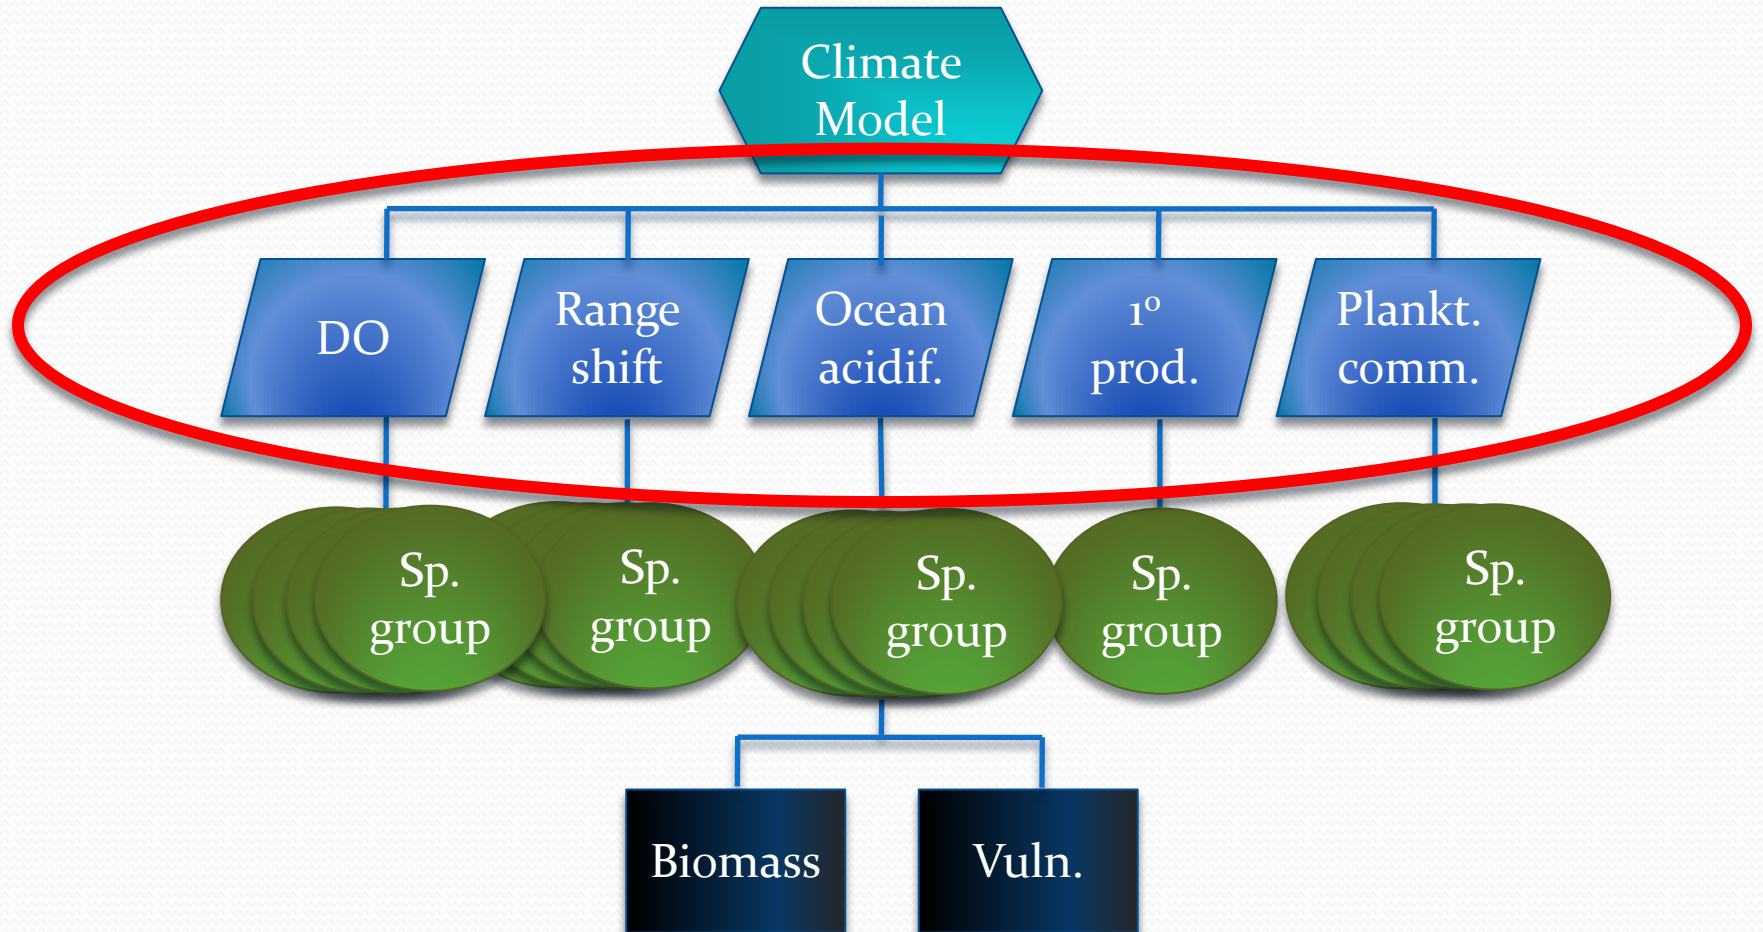 Climate
Model
DO
Range
shift
Ocean
acidif.
1º
prod.
Plankt.
comm.
Sp.
group
Sp.
group
Sp.
group
Sp.
group
Sp.
group
Biomass
Vuln.